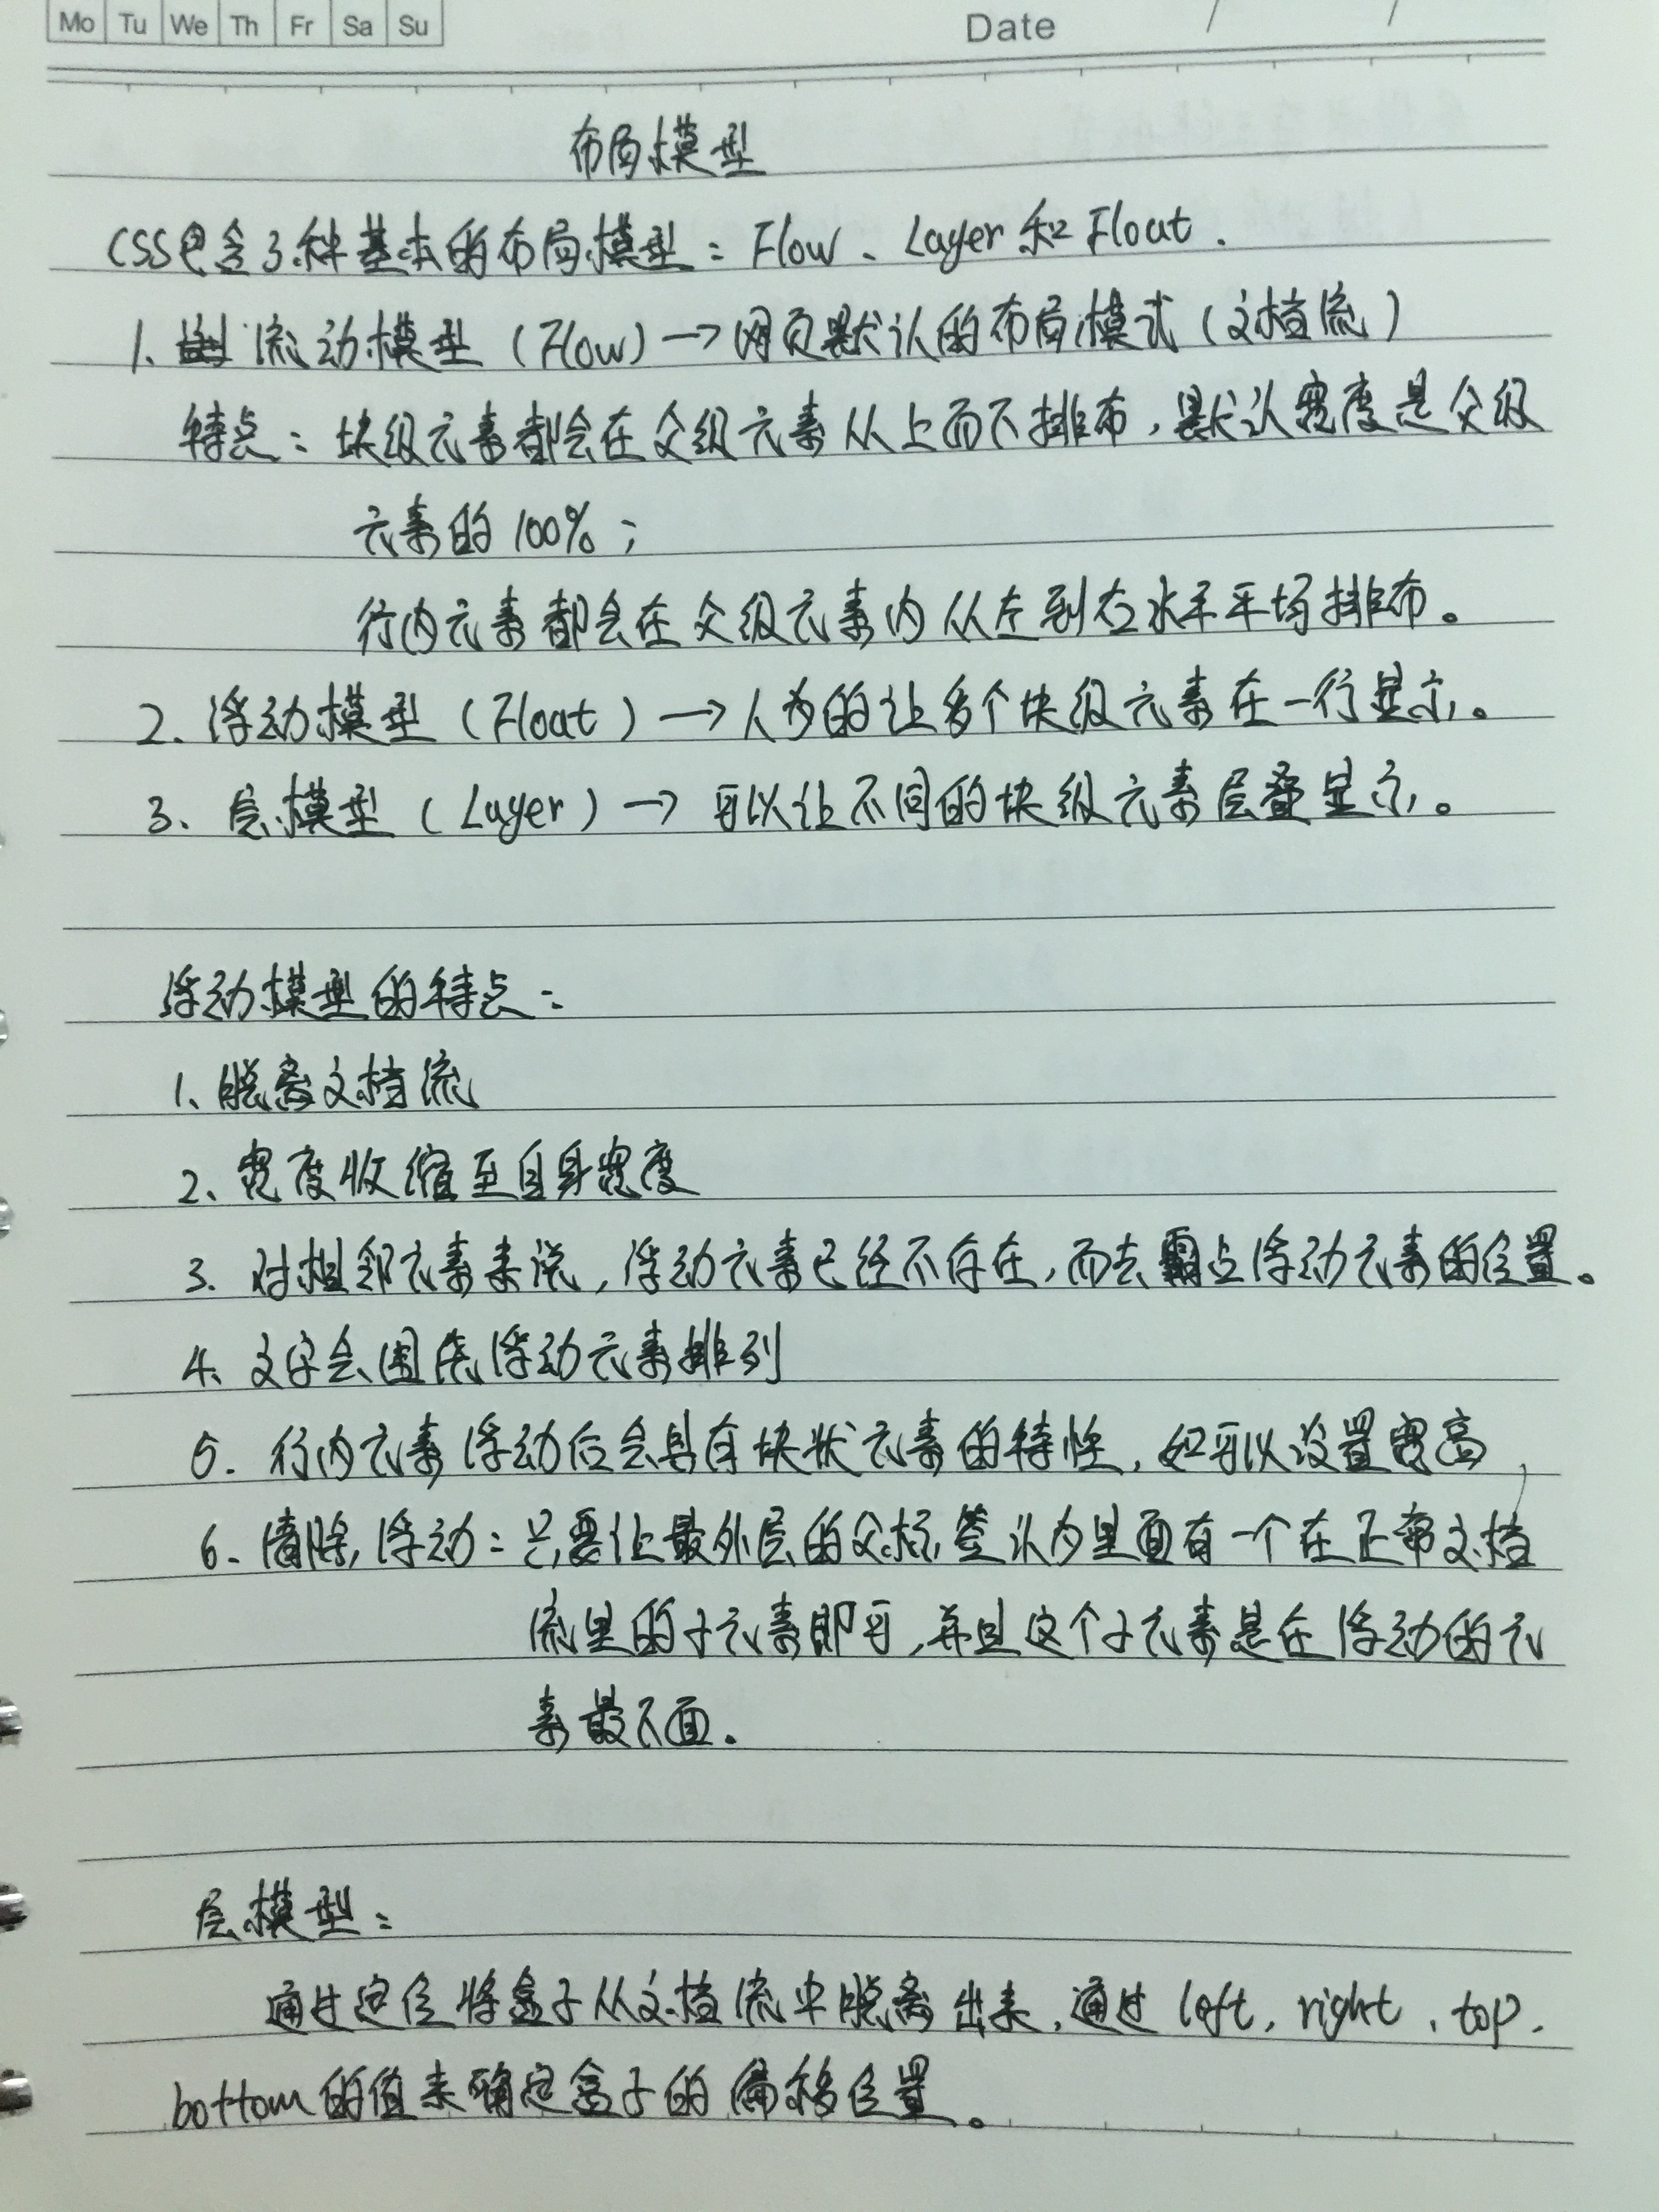 Mo Tu We Th Fr Sa Su Date / /
布局模型
CSS包含3种基本的布局模型：Flow、Layer和Float.
1、流动模型（Flow）→网页默认的布局模式（文档流）
特点：块级元素都会在父级元素从上而下排布，默认宽度是父级
元素的100%；
行内元素都会在父级元素内从左到右水平平均排布。
2、浮动模型（Float）→人为的让多个块级元素在一行显示。
3、层模型（Layer）→可以让不同的块级元素层叠显示。
浮动模型的特点：
1、脱离文档流
2、宽度收缩至自身宽度
3. 对相邻元素来说，浮动元素已经不存在，而去霸占浮动元素的位置。
4、文字会围绕浮动元素排列
5. 行内元素浮动后会具有块状元素的特性，如可以设置宽高，
6、清除浮动：只要让最外层的父标签认为里面有一个在正常文档
流里的子元素即可，并且这个子元素是在浮动的元
素最下面.
层模型：
通过定位将盒子从文档流中脱离出来，通过left, right, top.
bottom的值来确定盒子的偏移位置。